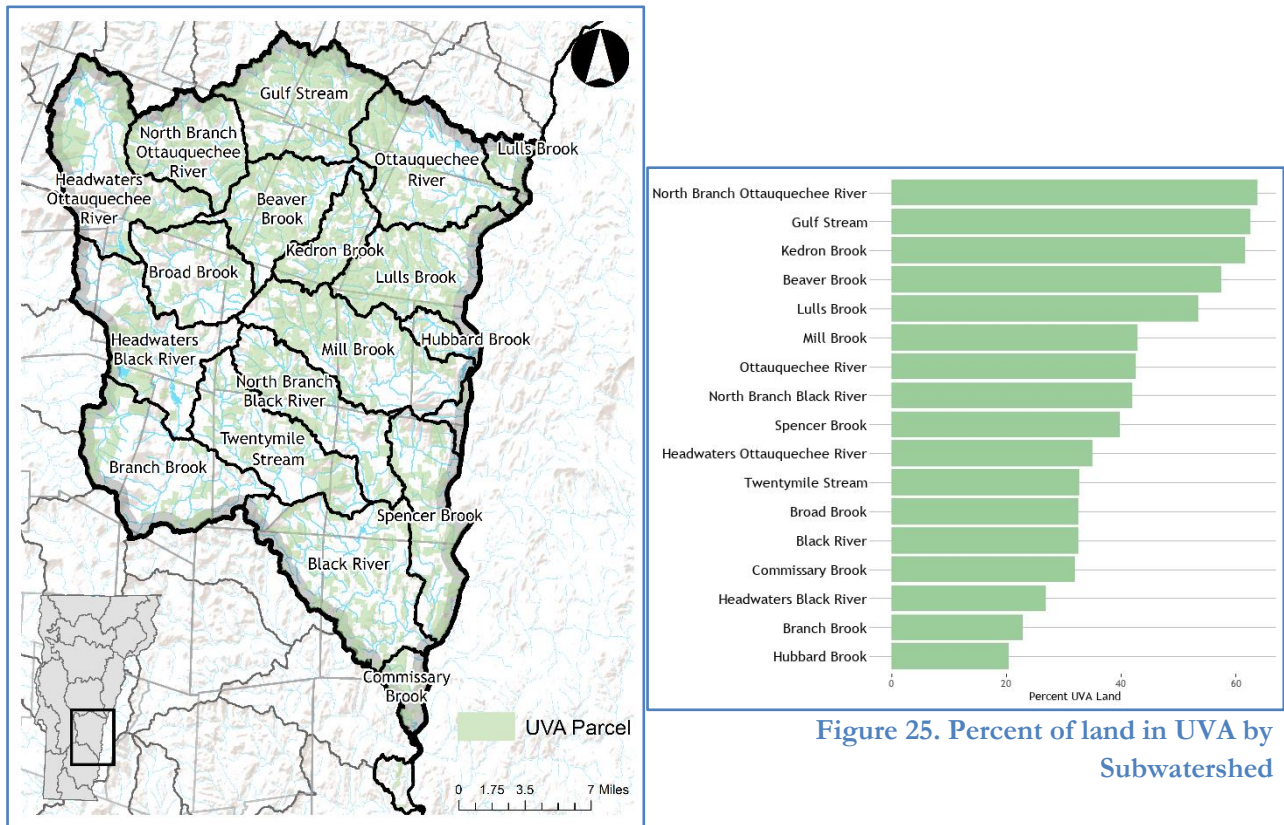 Gulf Stream
North Branch
Ottauquechee
River
Lulls Brook
Ottauquechee
River
Headwaters
Ottauquechee
River
Beaver
Brook
Kedron Brook
Broad Brook
Lulls Brook
Headwaters
Black River
Mill Brook
Hubbard Brook
North Branch
Black River
Twentymile
Stream
Branch Brook
Spencer Brook
Black River
Commissary
Brook
UVA Parcel
0 1.75 3.5 7 Miles
North Branch Ottauquechee River
Gulf Stream
Kedron Brook
Beaver Brook
Lulls Brook
Mill Brook
Ottauquechee River
North Branch Black River
Spencer Brook
Headwaters Ottauquechee River
Twentymile Stream
Broad Brook
Black River
Commissary Brook
Headwaters Black River
Branch Brook
Hubbard Brook
0 20 40 60
Percent UVA Land
Figure 25. Percent of land in UVA by
Subwatershed